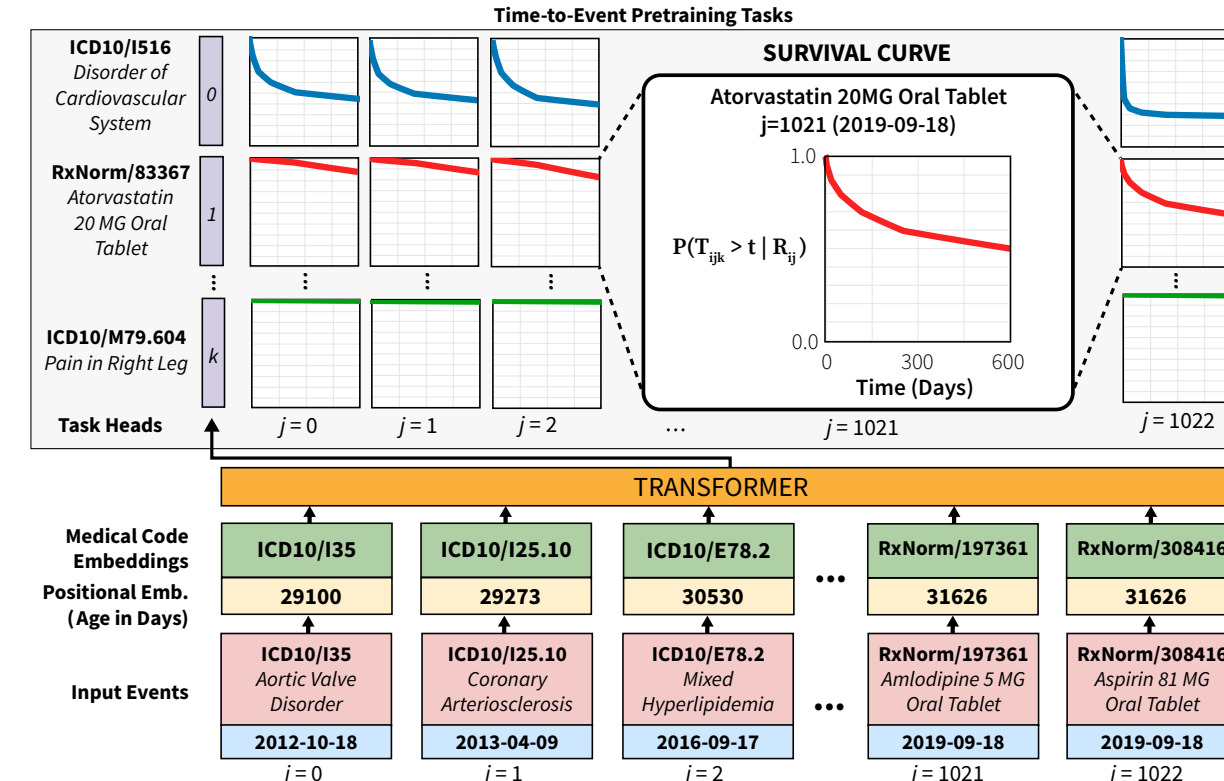 Time-to-Event Pretraining Tasks
ICD10/I516
Disorder of
Cardiovascular
System
0
RxNorm/83367
Atorvastatin
20 MG Oral
Tablet
1
ICD10/M79.604
Pain in Right Leg
k
Task Heads
j = 0
j = 1
j = 2
...
j = 1021
j = 1022
SURVIVAL CURVE
Atorvastatin 20MG Oral Tablet
j=1021 (2019-09-18)
P(Tijk > t | Rij)
1.0
0.0
0
300
600
Time (Days)
TRANSFORMER
Medical Code
Embeddings
ICD10/I35
ICD10/I25.10
ICD10/E78.2
...
RxNorm/197361
RxNorm/308416
Positional Emb.
(Age in Days)
29100
29273
30530
31626
31626
Input Events
ICD10/I35
Aortic Valve
Disorder
2012-10-18
j = 0
ICD10/I25.10
Coronary
Arteriosclerosis
2013-04-09
j = 1
ICD10/E78.2
Mixed
Hyperlipidemia
2016-09-17
j = 2
...
RxNorm/197361
Amlodipine 5 MG
Oral Tablet
2019-09-18
j = 1021
RxNorm/308416
Aspirin 81 MG
Oral Tablet
2019-09-18
j = 1022